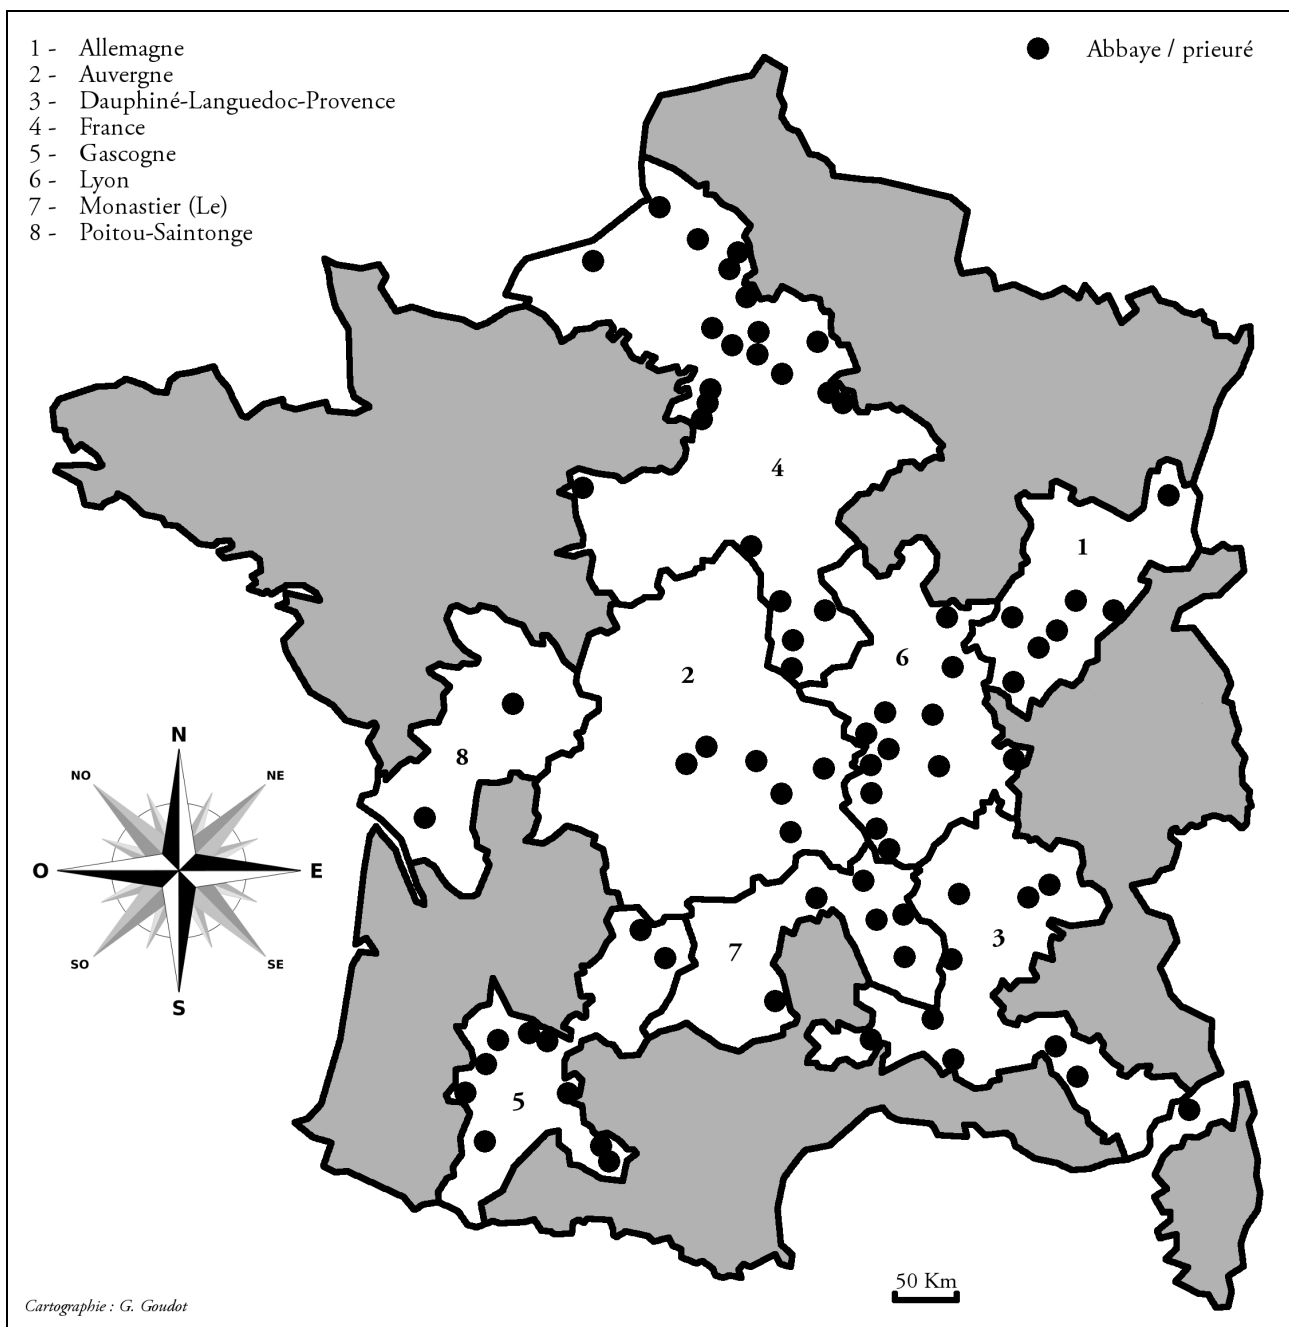 1 - Allemagne
2 - Auvergne
3 - Dauphiné-Languedoc-Provence
4 - France
5 - Gascogne
6 - Lyon
7 - Monastier (Le)
8 - Poitou-Saintonge
Abbaye / prieuré
4
1
6
2
8
7
3
5
N
NO
NE
O
E
SO
SE
S
50 Km
Cartographie : G. Goudot